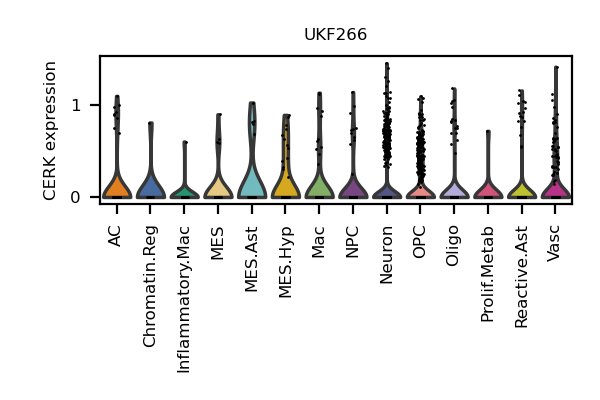 UKF266
CERK expression
1
0
AC
Chromatin.Reg
Inflammatory.Mac
MES
MES.Ast
MES.Hyp
Mac
NPC
Neuron
OPC
Oligo
Prolif.Metab
Reactive.Ast
Vasc